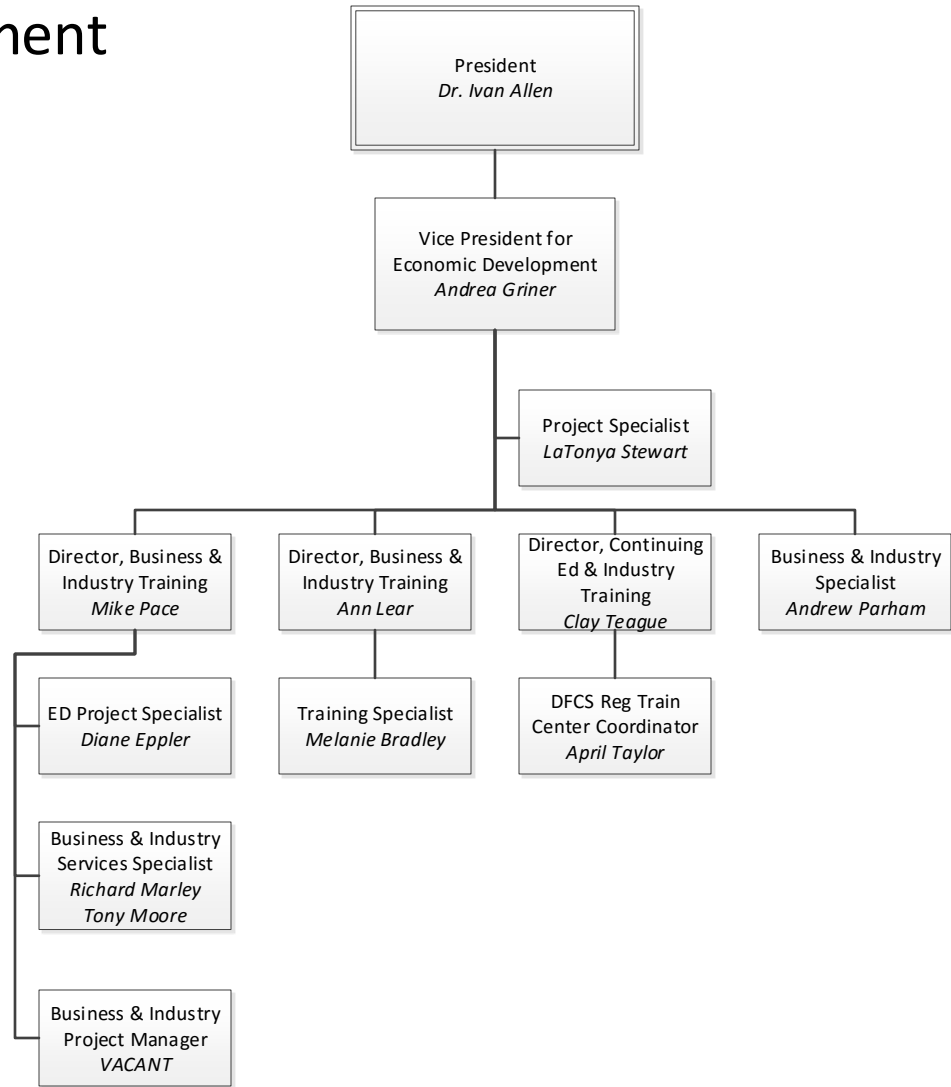 ment
President
Dr. Ivan Allen
Vice President for
Economic Development
Andrea Griner
Project Specialist
LaTonya Stewart
Director, Business &
Industry Training
Mike Pace
Director, Business &
Industry Training
Ann Lear
Director, Continuing
Ed & Industry
Training
Clay Teague
Business & Industry
Specialist
Andrew Parham
ED Project Specialist
Diane Eppler
Training Specialist
Melanie Bradley
DFCS Reg Train
Center Coordinator
April Taylor
Business & Industry
Services Specialist
Richard Marley
Tony Moore
Business & Industry
Project Manager
VACANT